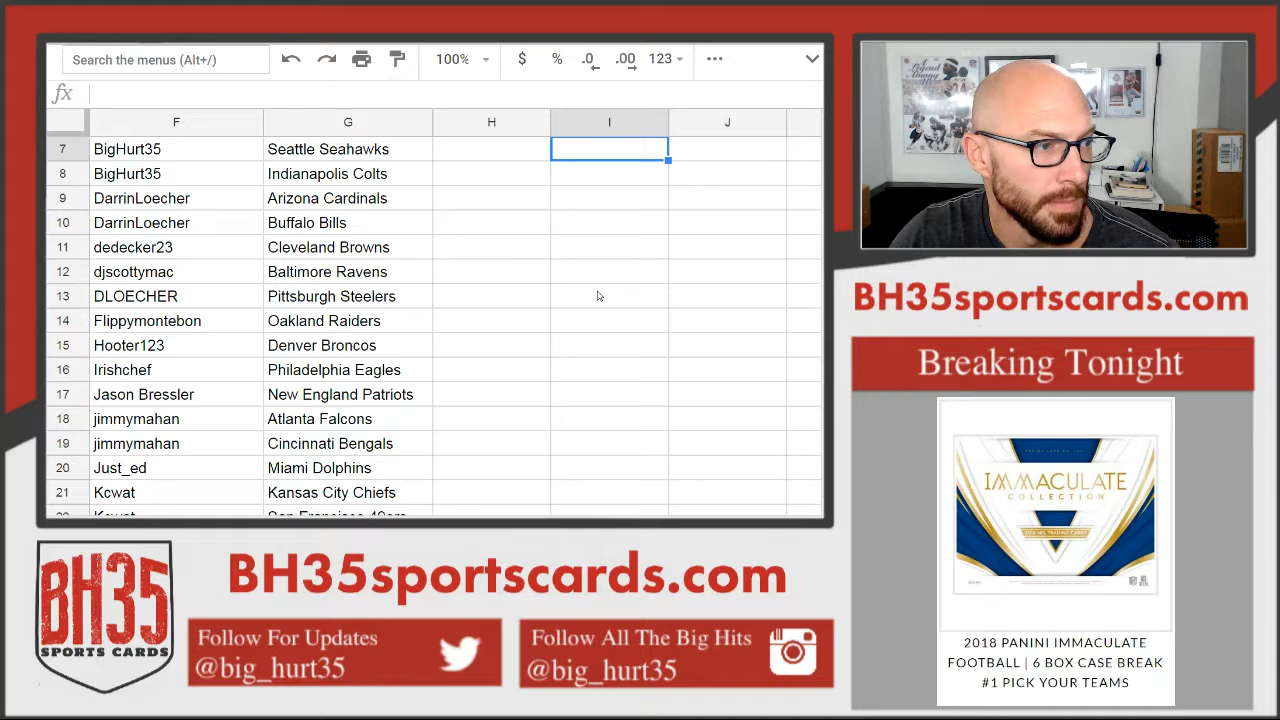 Search the menus (Alt+/)
100%
$ % .0 .00 123
fx
F G H I J
7 BigHurt35 Seattle Seahawks
8 BigHurt35 Indianapolis Colts
9 DarrinLoecher Arizona Cardinals
10 DarrinLoecher Buffalo Bills
11 dedecker23 Cleveland Browns
12 djscottymac Baltimore Ravens
13 DLOECHER Pittsburgh Steelers
14 Flippymontebon Oakland Raiders
15 Hooter123 Denver Broncos
16 Irishchef Philadelphia Eagles
17 Jason Bressler New England Patriots
18 jimmymahan Atlanta Falcons
19 jimmymahan Cincinnati Bengals
20 Just_ed Miami Dolphins
21 Kcwat Kansas City Chiefs
BH35sportscards.com
Breaking Tonight
IMMACULATE
COLLECTION
2018 PANINI IMMACULATE
FOOTBALL | 6 BOX CASE BREAK
#1 PICK YOUR TEAMS
BH35
SPORTS CARDS
BH35sportscards.com
Follow For Updates
@big_hurt35
Follow All The Big Hits
@big_hurt35